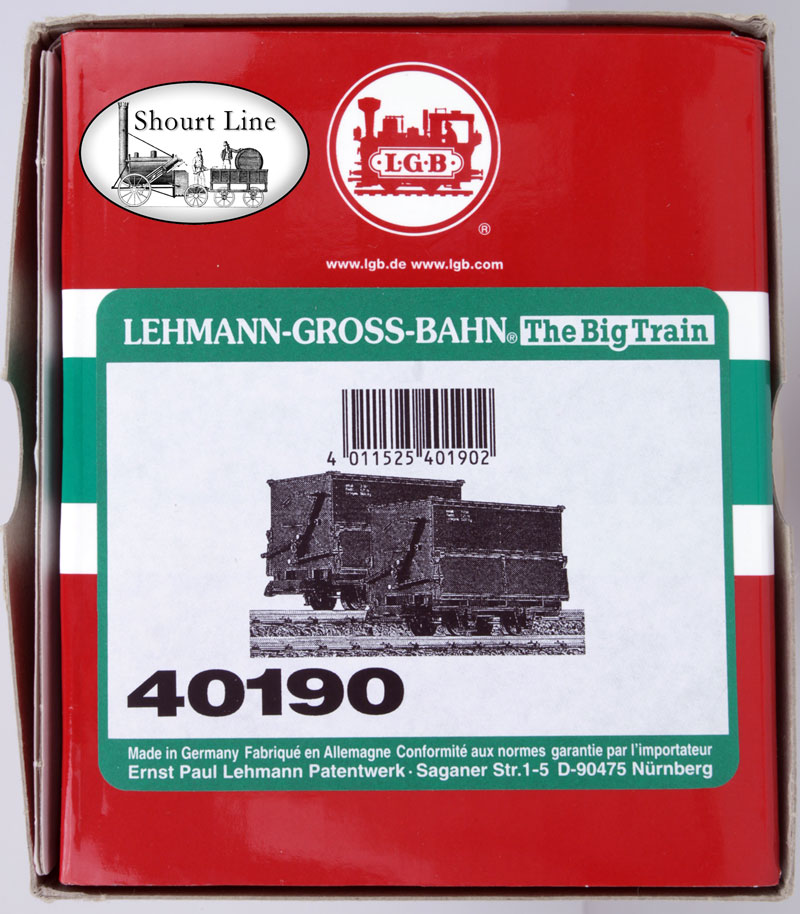 Shourt Line
L·G·B
®
www.lgb.de www.lgb.com
LEHMANN-GROSS-BAHN® The Big Train
4 011525 401902
40190
Made in Germany Fabriqué en Allemagne Conformité aux normes garantie par l'importateur
Ernst Paul Lehmann Patentwerk · Saganer Str.1-5 D-90475 Nürnberg